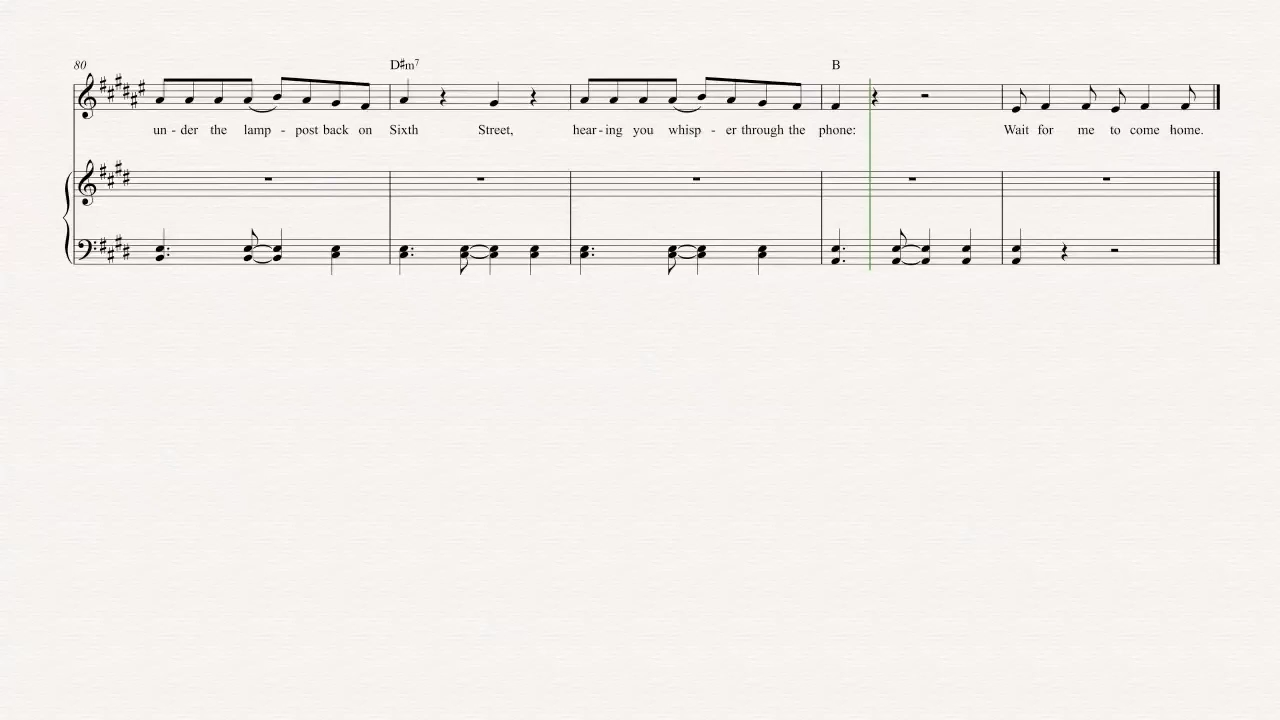 80 D♯m7 B
un - der the lamp - post back on Sixth Street, hear - ing you whisp - er through the phone: Wait for me to come home.